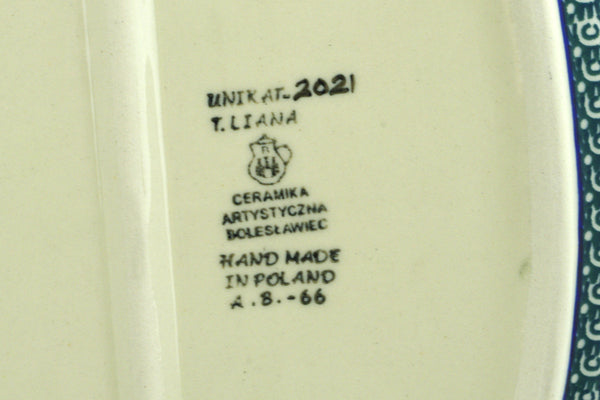 UNIKAT-2021
T. LIANA
B
CERAMIKA
ARTYSTYCZNA
BOLESŁAWIEC
HAND MADE
IN POLAND
A.B.-66